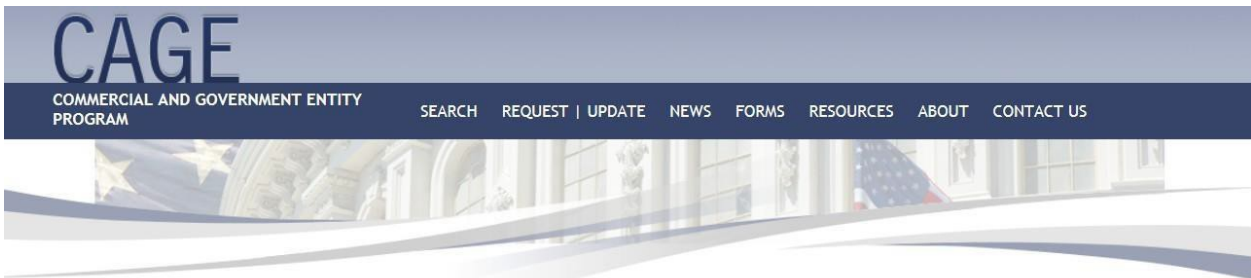 CAGE
COMMERCIAL AND GOVERNMENT ENTITY
PROGRAM
SEARCH REQUEST | UPDATE NEWS FORMS RESOURCES ABOUT CONTACT US